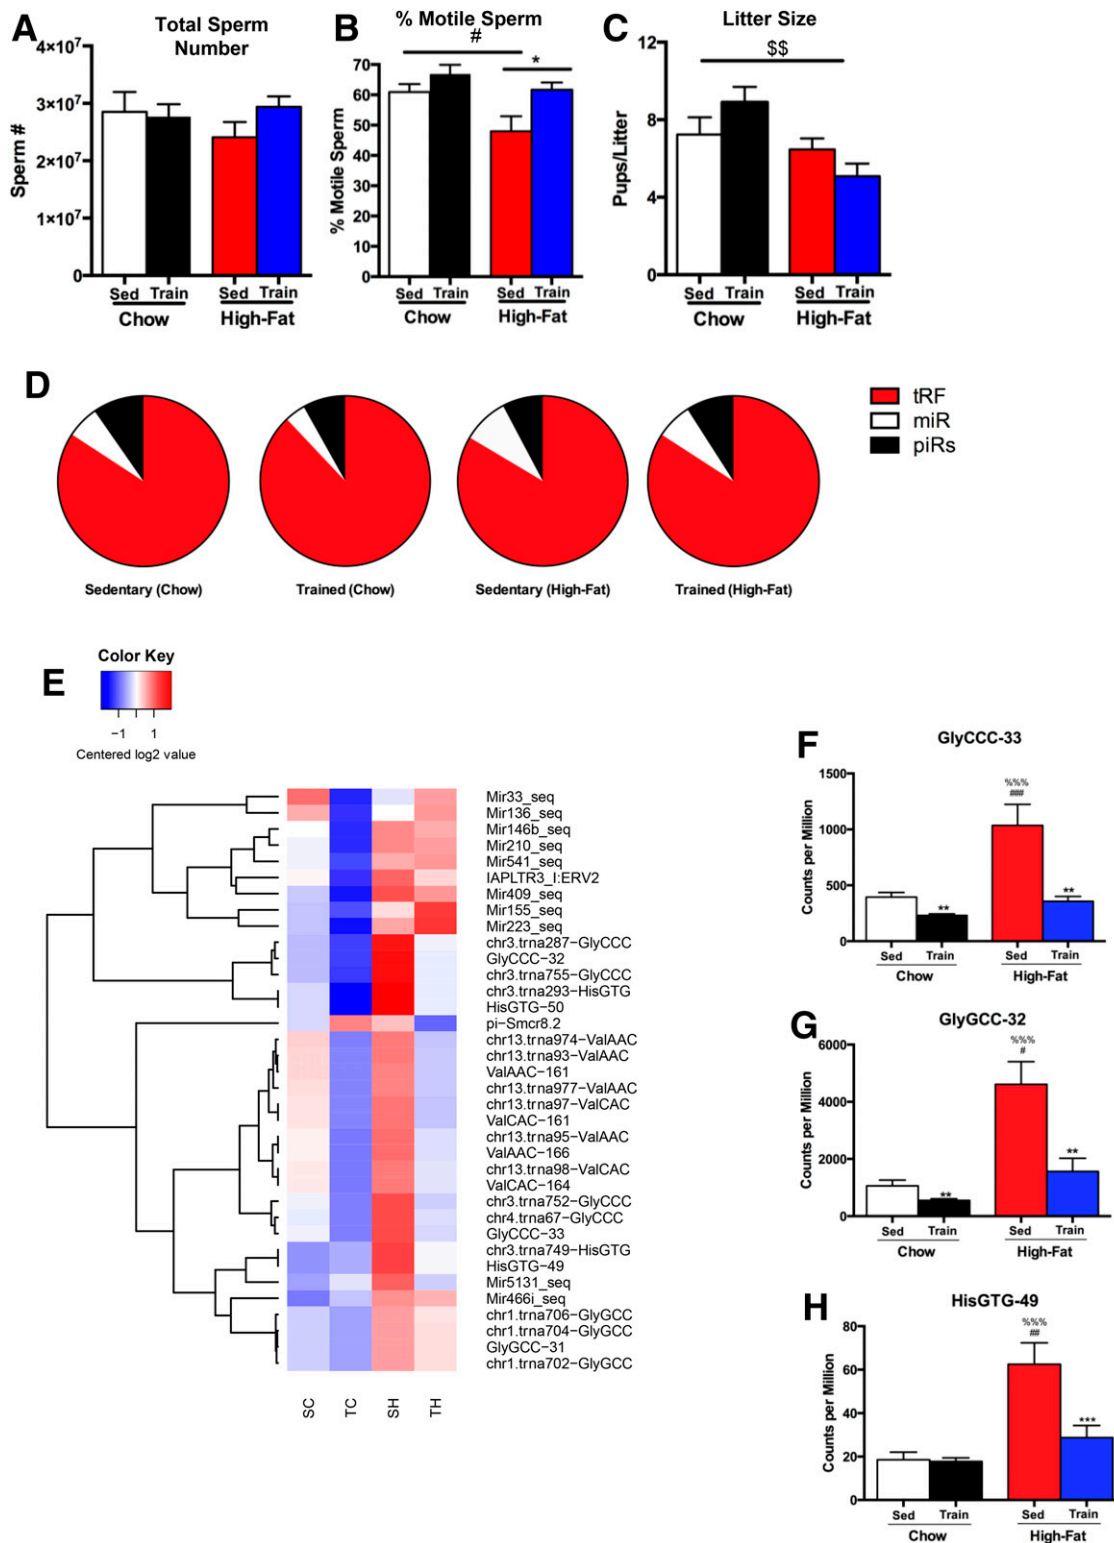 A
Total Sperm
Number
4×10⁷
3×10⁷
2×10⁷
1×10⁷
0
Sperm #
Sed Train Sed Train
Chow High-Fat
B
% Motile Sperm
#
*
70
60
50
40
30
20
10
0
% Motile Sperm
Sed Train Sed Train
Chow High-Fat
C
Litter Size
$$
12
8
4
0
Pups/Litter
Sed Train Sed Train
Chow High-Fat
D
tRF
miR
piRs
Sedentary (Chow)
Trained (Chow)
Sedentary (High-Fat)
Trained (High-Fat)
E
Color Key
−1 1
Centered log2 value
Mir33_seq
Mir136_seq
Mir146b_seq
Mir210_seq
Mir541_seq
IAPLTR3_I:ERV2
Mir409_seq
Mir155_seq
Mir223_seq
chr3.trna287−GlyCCC
GlyCCC−32
chr3.trna755−GlyCCC
chr3.trna293−HisGTG
HisGTG−50
pi−Smcr8.2
chr13.trna974−ValAAC
chr13.trna93−ValAAC
ValAAC−161
chr13.trna977−ValAAC
chr13.trna97−ValCAC
ValCAC−161
chr13.trna95−ValAAC
ValAAC−166
chr13.trna98−ValCAC
ValCAC−164
chr3.trna752−GlyCCC
chr4.trna67−GlyCCC
GlyCCC−33
chr3.trna749−HisGTG
HisGTG−49
Mir5131_seq
Mir466i_seq
chr1.trna706−GlyGCC
chr1.trna704−GlyGCC
GlyGCC−31
chr1.trna702−GlyGCC
SC TC SH TH
F
GlyCCC-33
1500
1000
500
0
Counts per Million
%%%
###
**
**
Sed Train Sed Train
Chow High-Fat
G
GlyGCC-32
6000
4000
2000
0
Counts per Million
%%%
#
**
**
Sed Train Sed Train
Chow High-Fat
H
HisGTG-49
80
60
40
20
0
Counts per Million
%%%
##
***
Sed Train Sed Train
Chow High-Fat